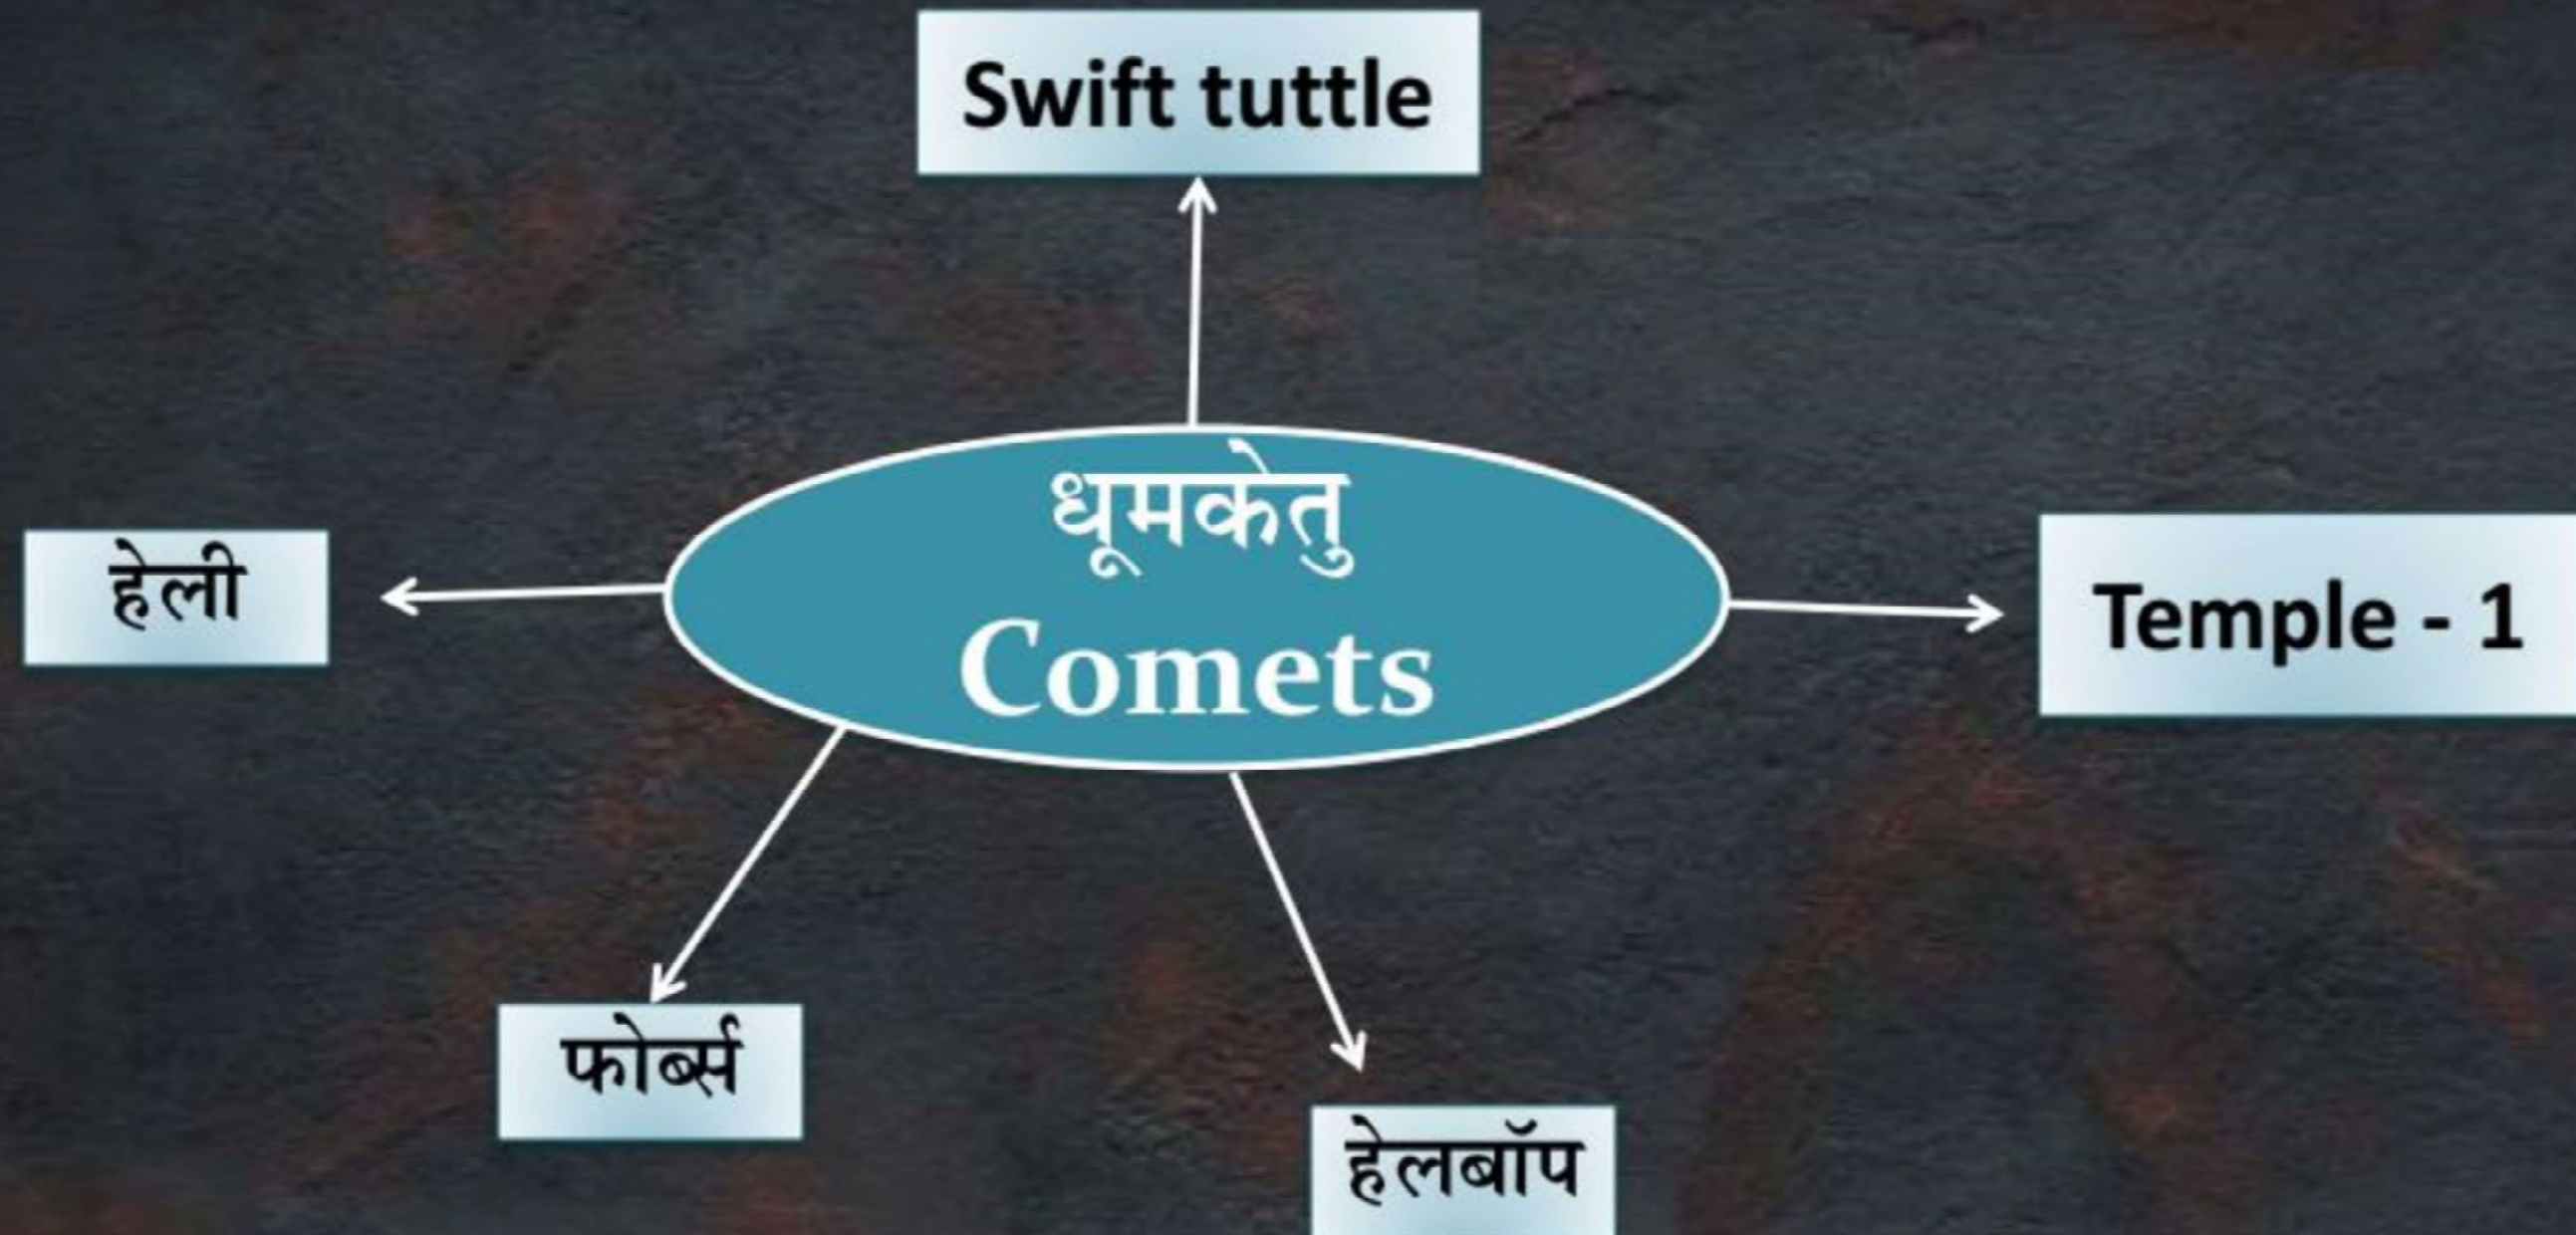 Swift tuttle
धूमकेतु
Comets
हेली
Temple - 1
फोर्ब्स
हेलबॉप